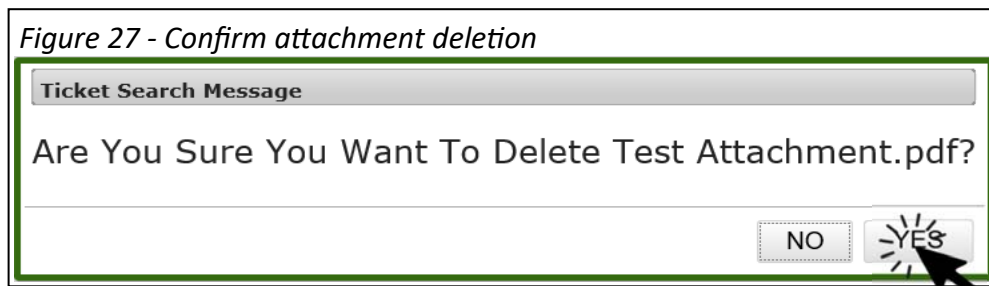 Figure 27 - Confirm attachment deletion
Ticket Search Message
Are You Sure You Want To Delete Test Attachment.pdf?
NO YES